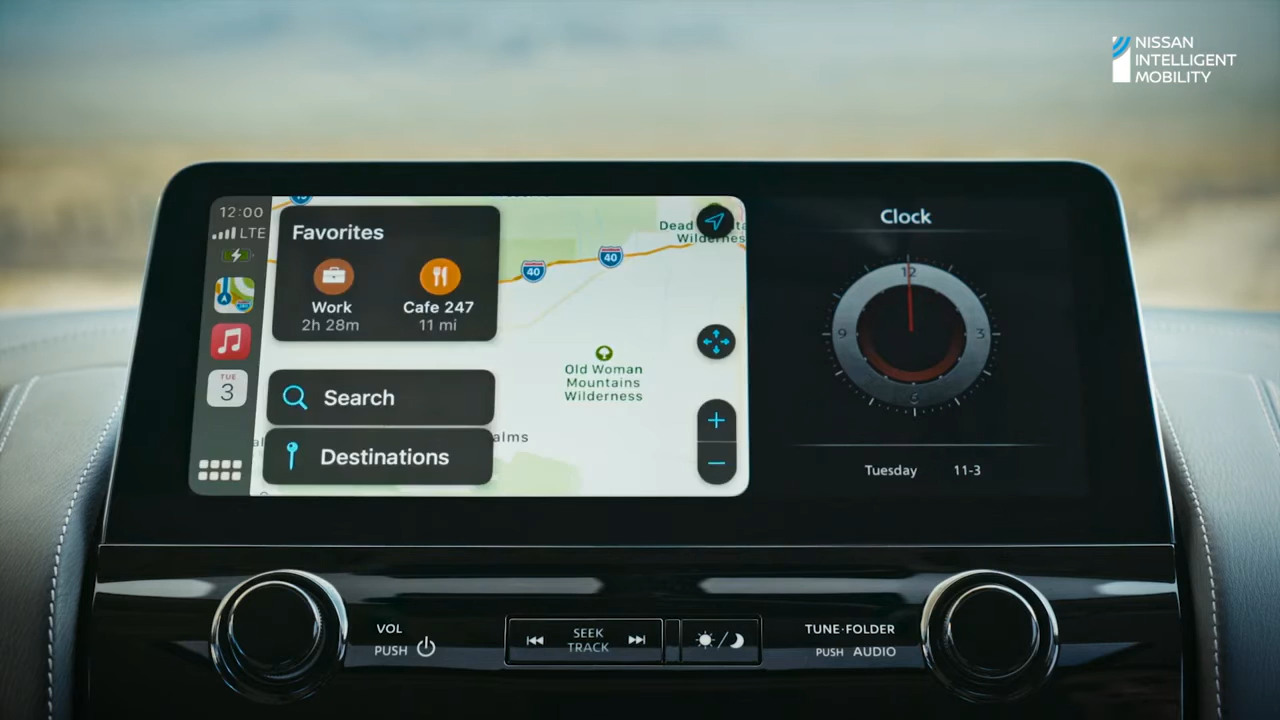 NISSAN
INTELLIGENT
MOBILITY
12:00
LTE
TUE
3
Favorites
Work
2h 28m
Cafe 247
11 mi
Search
Destinations
40
40
Dead
Wilderness
Old Woman
Mountains
Wilderness
alms
Clock
12
3
6
9
Tuesday 11-3
VOL
PUSH
SEEK
TRACK
TUNE·FOLDER
PUSH AUDIO